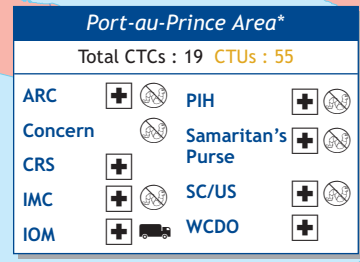 Port-au-Prince Area*
Total CTCs : 19 CTUs : 55
ARC
Concern
CRS
IMC
IOM
PIH
Samaritan's
Purse
SC/US
WCDO